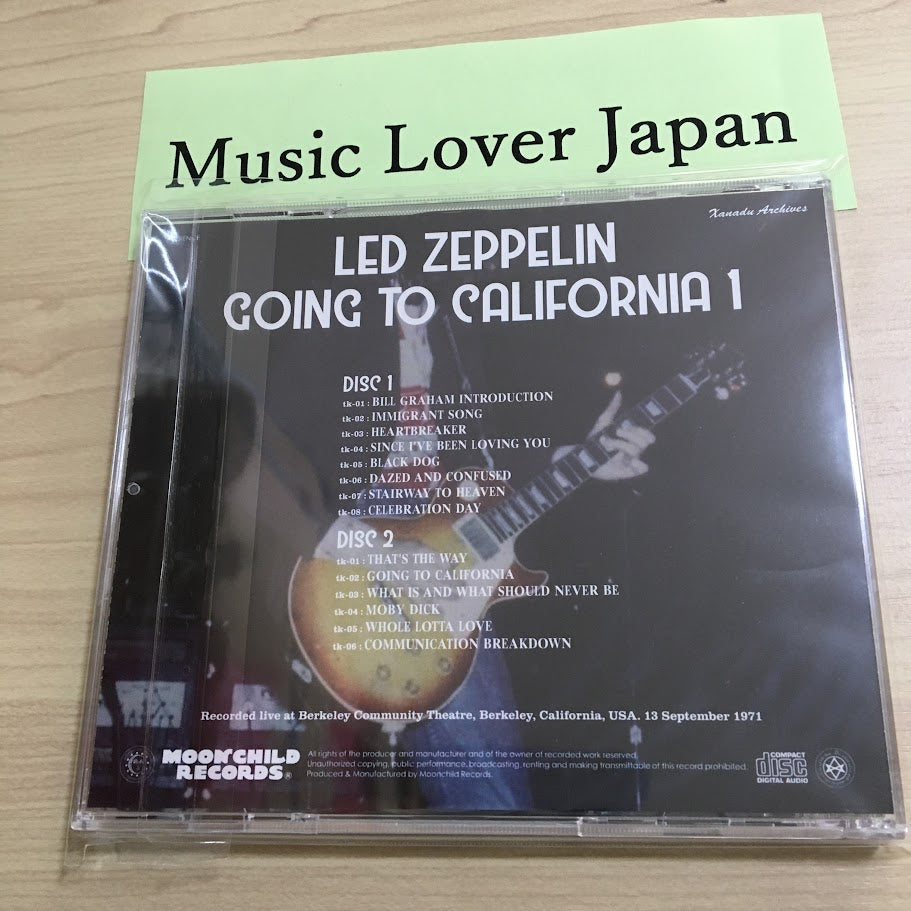 Music Lover Japan
Xanadu Archives
LED ZEPPELIN
GOING TO CALIFORNIA 1
DISC 1
tk-01 : BILL GRAHAM INTRODUCTION
tk-02 : IMMIGRANT SONG
tk-03 : HEARTBREAKER
tk-04 : SINCE I'VE BEEN LOVING YOU
tk-05 : BLACK DOG
tk-06 : DAZED AND CONFUSED
tk-07 : STAIRWAY TO HEAVEN
tk-08 : CELEBRATION DAY
DISC 2
tk-01 : THAT'S THE WAY
tk-02 : GOING TO CALIFORNIA
tk-03 : WHAT IS AND WHAT SHOULD NEVER BE
tk-04 : MOBY DICK
tk-05 : WHOLE LOTTA LOVE
tk-06 : COMMUNICATION BREAKDOWN
Recorded live at Berkeley Community Theatre, Berkeley, California, USA. 13 September 1971
MOONCHILD
RECORDS®
All rights of the producer and manufacturer and of the owner of recorded work reserved.
Unauthorized copying, public performance, broadcasting, renting and making transmittable of this record prohibited.
Produced & Manufactured by Moonchild Records.
COMPACT
disc
DIGITAL AUDIO